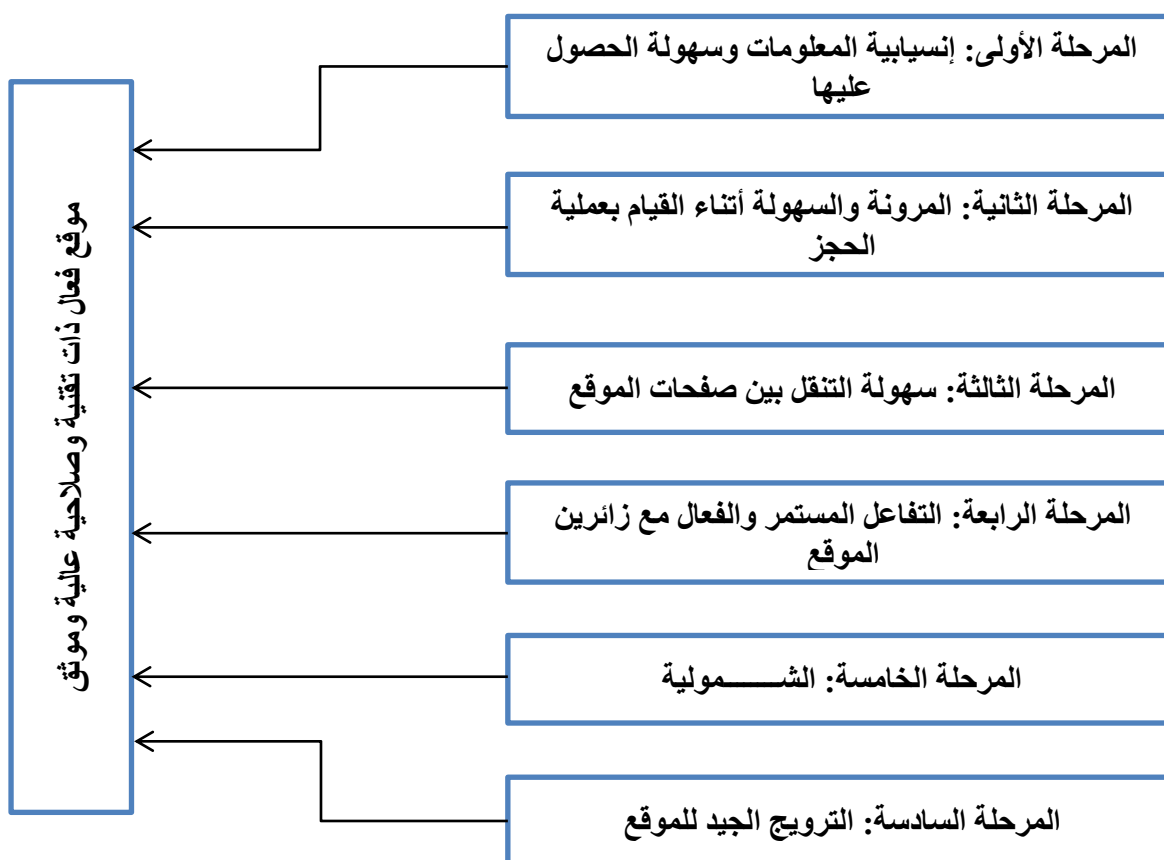 المرحلة الأولى: إنسيابية المعلومات وسهولة الحصول
عليها
المرحلة الثانية: المرونة والسهولة أتناء القيام بعملية
الحجز
المرحلة الثالثة: سهولة التنقل بين صفحات الموقع
المرحلة الرابعة: التفاعل المستمر والفعال مع زائرين
الموقع
المرحلة الخامسة: الشـــــــمولية
المرحلة السادسة: الترويج الجيد للموقع
موقع فعال ذات تقنية وصلاحية عالية وموثق